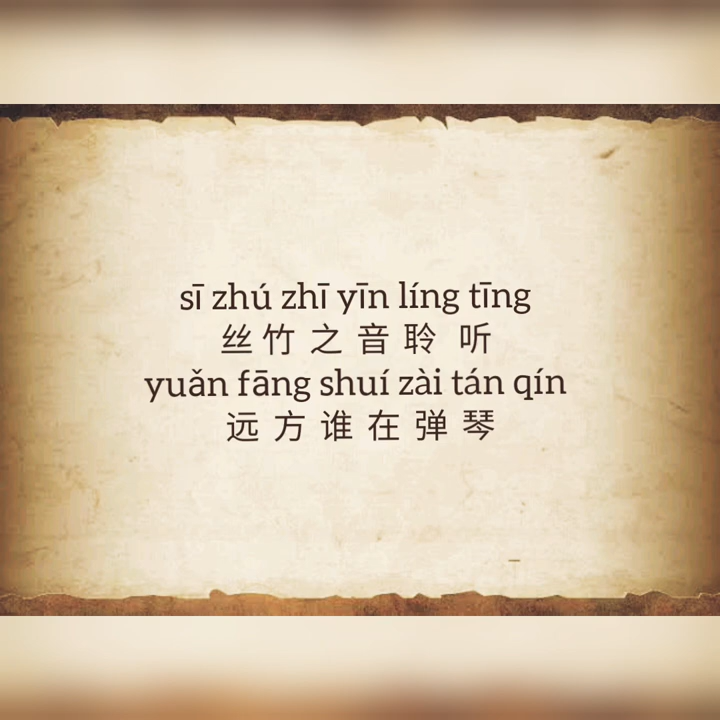 sī zhú zhī yīn líng tīng
丝 竹 之 音 聆 听
yuǎn fāng shuí zài tán qín
远 方 谁 在 弹 琴